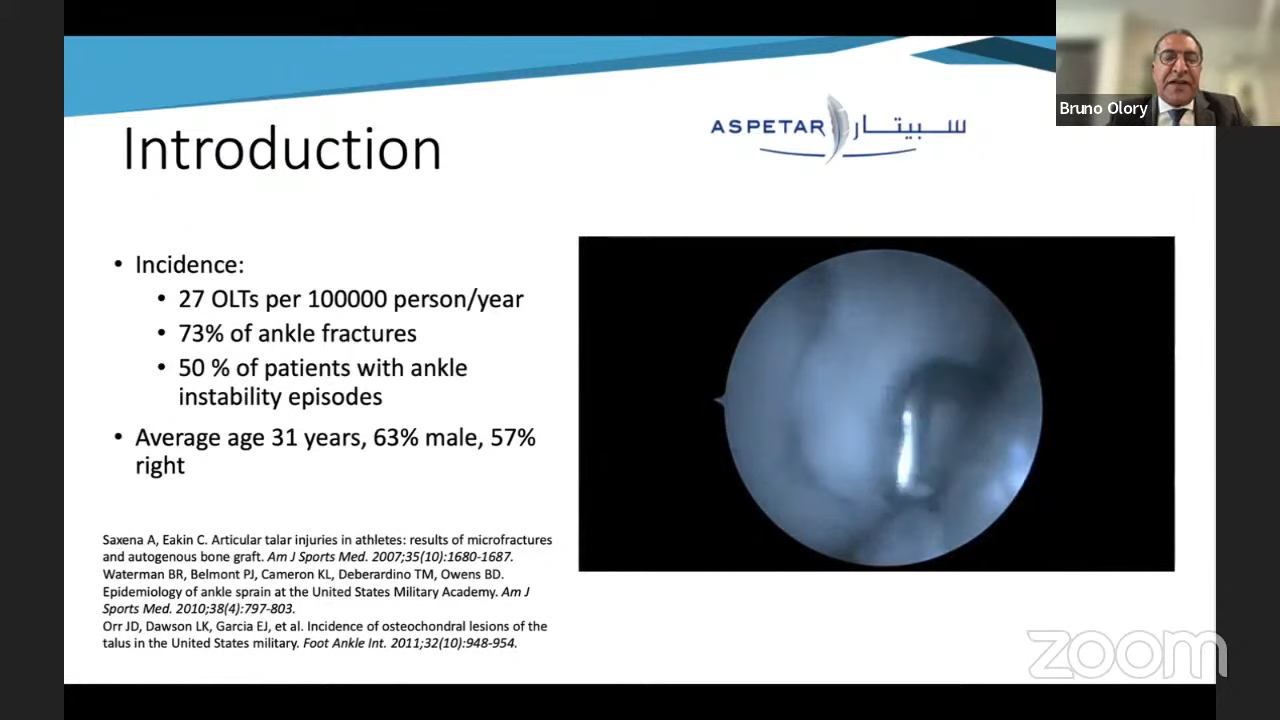 Bruno Olory
ASPETAR سبيتار
Introduction
• Incidence:
• 27 OLTs per 100000 person/year
• 73% of ankle fractures
• 50 % of patients with ankle
instability episodes
• Average age 31 years, 63% male, 57%
right
Saxena A, Eakin C. Articular talar injuries in athletes: results of microfractures
and autogenous bone graft. Am J Sports Med. 2007;35(10):1680-1687.
Waterman BR, Belmont PJ, Cameron KL, Deberardino TM, Owens BD.
Epidemiology of ankle sprain at the United States Military Academy. Am J
Sports Med. 2010;38(4):797-803.
Orr JD, Dawson LK, Garcia EJ, et al. Incidence of osteochondral lesions of the
talus in the United States military. Foot Ankle Int. 2011;32(10):948-954.
zoom